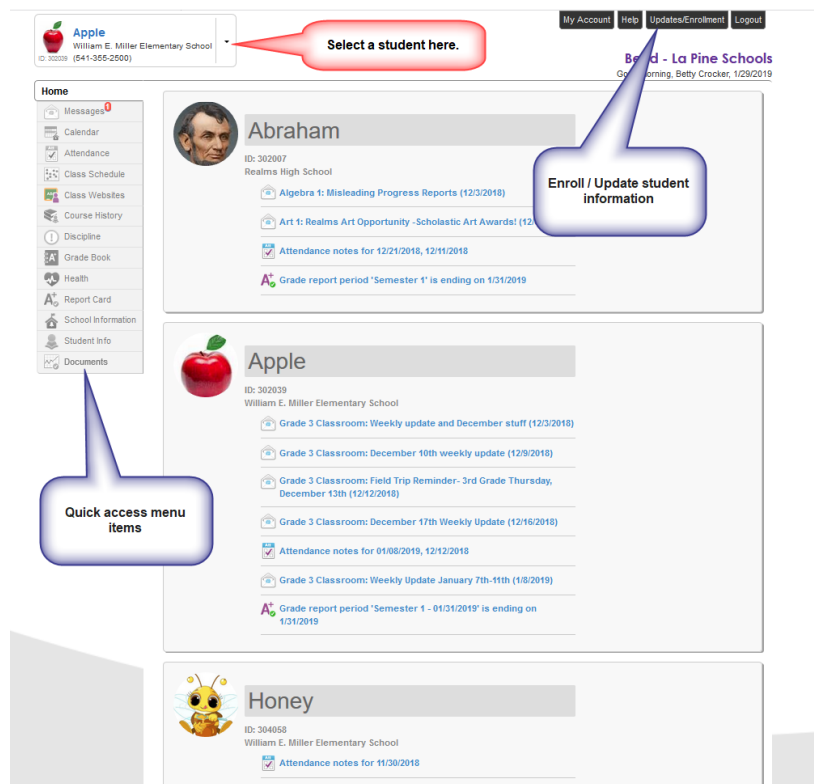 Apple
William E. Miller Elementary School
ID: 302039 (541-355-2500)
Select a student here.
My Account Help Updates/Enrollment Logout
La Pine Schools
Morning, Betty Crocker, 1/29/2019
Home
Messages 1
Calendar
Attendance
Class Schedule
Class Websites
Course History
Discipline
Grade Book
Health
Report Card
School Information
Student Info
Documents
Quick access menu
items
Enroll / Update student
information
Abraham
ID: 302007
Realms High School
Algebra 1: Misleading Progress Reports (12/3/2018)
Art 1: Realms Art Opportunity -Scholastic Art Awards! (12/
Attendance notes for 12/21/2018, 12/11/2018
Grade report period 'Semester 1' is ending on 1/31/2019
Apple
ID: 302039
William E. Miller Elementary School
Grade 3 Classroom: Weekly update and December stuff (12/3/2018)
Grade 3 Classroom: December 10th weekly update (12/9/2018)
Grade 3 Classroom: Field Trip Reminder- 3rd Grade Thursday,
December 13th (12/12/2018)
Grade 3 Classroom: December 17th Weekly Update (12/16/2018)
Attendance notes for 01/08/2019, 12/12/2018
Grade 3 Classroom: Weekly Update January 7th-11th (1/8/2019)
Grade report period 'Semester 1 - 01/31/2019' is ending on
1/31/2019
Honey
ID: 304058
William E. Miller Elementary School
Attendance notes for 11/30/2018